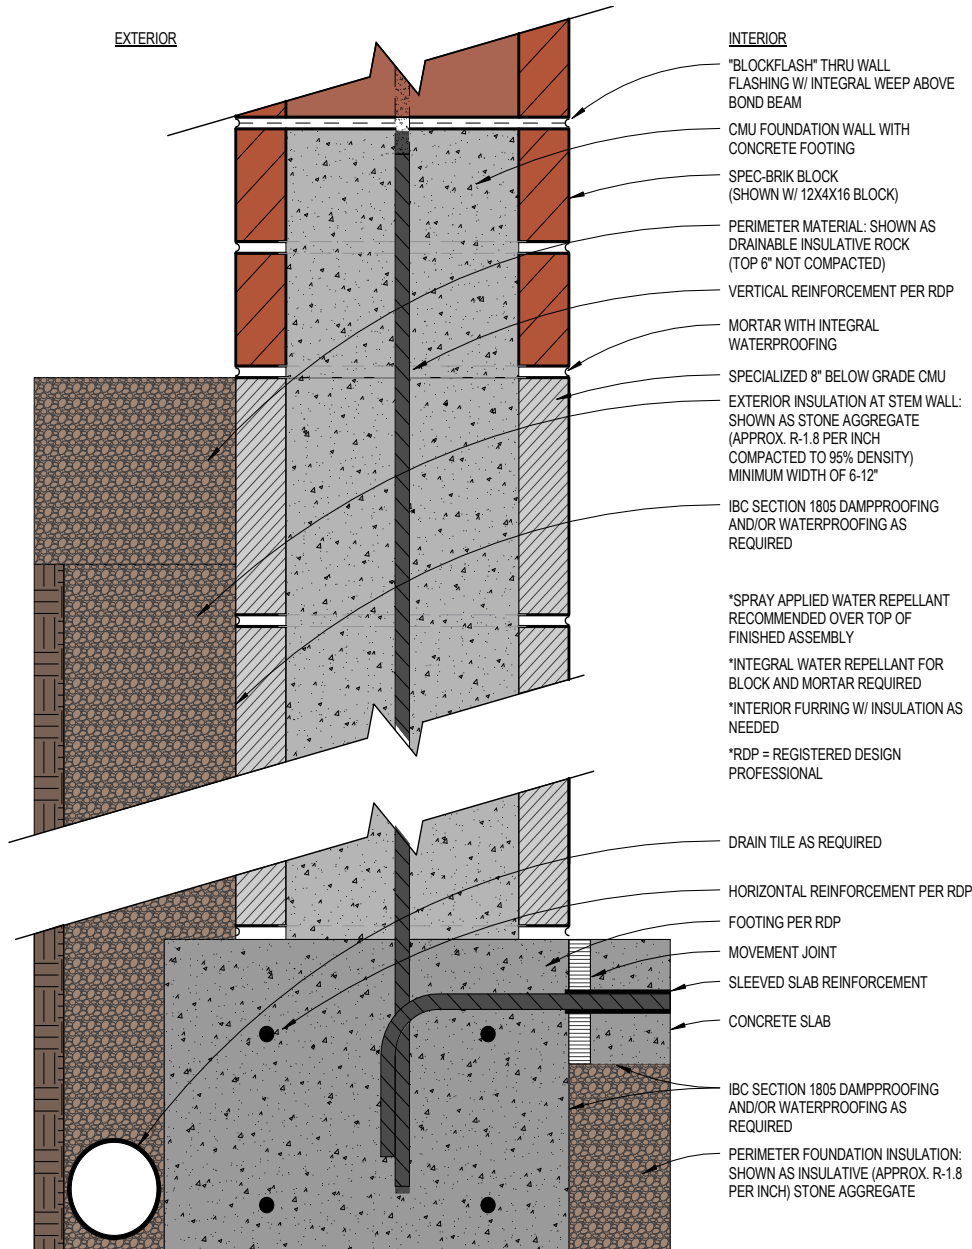 EXTERIOR
INTERIOR
"BLOCKFLASH" THRU WALL
FLASHING W/ INTEGRAL WEEP ABOVE
BOND BEAM
CMU FOUNDATION WALL WITH
CONCRETE FOOTING
SPEC-BRIK BLOCK
(SHOWN W/ 12X4X16 BLOCK)
PERIMETER MATERIAL: SHOWN AS
DRAINABLE INSULATIVE ROCK
(TOP 6" NOT COMPACTED)
VERTICAL REINFORCEMENT PER RDP
MORTAR WITH INTEGRAL
WATERPROOFING
SPECIALIZED 8" BELOW GRADE CMU
EXTERIOR INSULATION AT STEM WALL:
SHOWN AS STONE AGGREGATE
(APPROX. R-1.8 PER INCH
COMPACTED TO 95% DENSITY)
MINIMUM WIDTH OF 6-12"
IBC SECTION 1805 DAMPPROOFING
AND/OR WATERPROOFING AS
REQUIRED
*SPRAY APPLIED WATER REPELLANT
RECOMMENDED OVER TOP OF
FINISHED ASSEMBLY
*INTEGRAL WATER REPELLANT FOR
BLOCK AND MORTAR REQUIRED
*INTERIOR FURRING W/ INSULATION AS
NEEDED
*RDP = REGISTERED DESIGN
PROFESSIONAL
DRAIN TILE AS REQUIRED
HORIZONTAL REINFORCEMENT PER RDP
FOOTING PER RDP
MOVEMENT JOINT
SLEEVED SLAB REINFORCEMENT
CONCRETE SLAB
IBC SECTION 1805 DAMPPROOFING
AND/OR WATERPROOFING AS
REQUIRED
PERIMETER FOUNDATION INSULATION:
SHOWN AS INSULATIVE (APPROX. R-1.8
PER INCH) STONE AGGREGATE